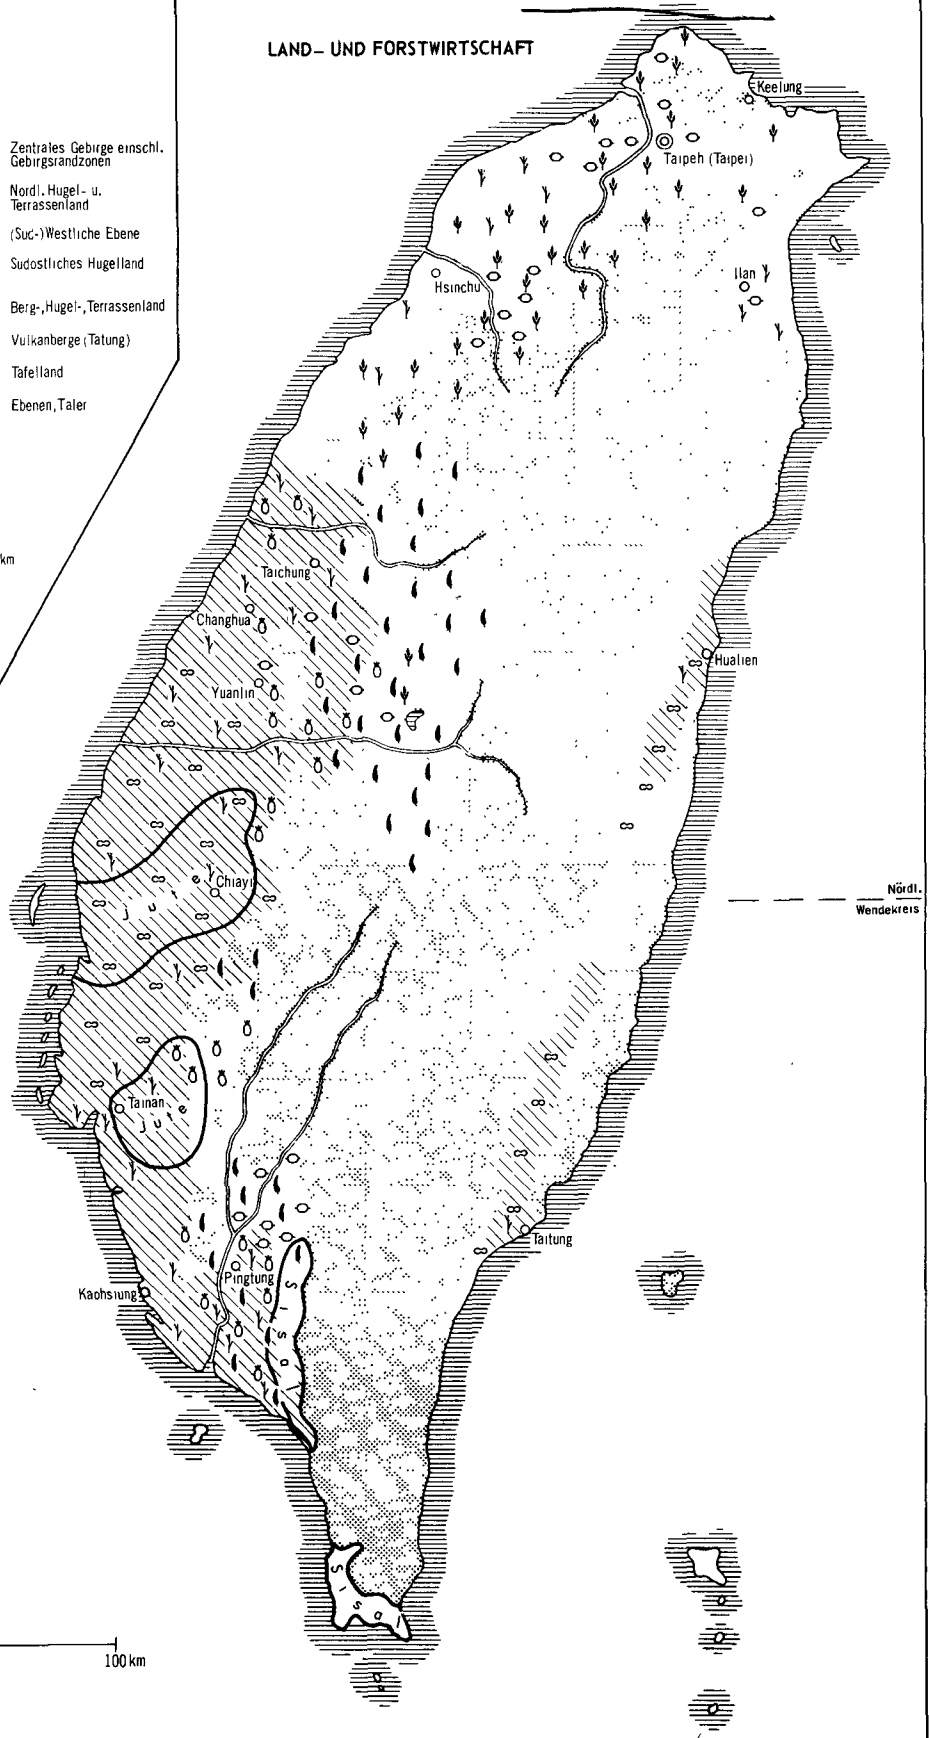 LAND- UND FORSTWIRTSCHAFT
Zentrales Gebirge einschl.
Gebirgsrandzonen
Nordl. Hugel- u.
Terrassenland
(Sud-)Westliche Ebene
Sudostliches Hugelland
Berg-, Hugel-, Terrassenland
Vulkanberge (Tatung)
Tafelland
Ebenen, Taler
km
Keelung
Taipeh (Taipei)
Ilan
Hsinchu
Taichung
Changhua
Hualien
Yuanlin
Chiayi
jute
Nördl.
Wendekreis
Tainan
jute
Taitung
Pingtung
Kaohsiung
Sisal
Sisal
100 km